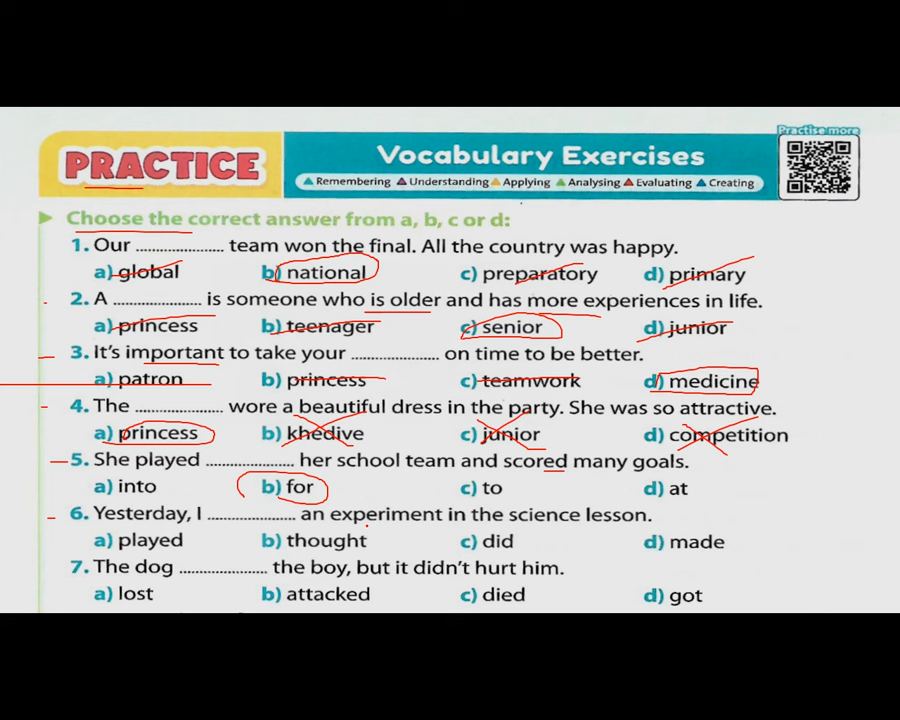 Practise more
PRACTICE
Vocabulary Exercises
Remembering Understanding Applying Analysing Evaluating Creating
Choose the correct answer from a, b, c or d:
1. Our ..................... team won the final. All the country was happy.
a) global b) national c) preparatory d) primary
2. A ..................... is someone who is older and has more experiences in life.
a) princess b) teenager c) senior d) junior
3. It's important to take your ..................... on time to be better.
a) patron b) princess c) teamwork d) medicine
4. The ..................... wore a beautiful dress in the party. She was so attractive.
a) princess b) khedive c) junior d) competition
5. She played ..................... her school team and scored many goals.
a) into b) for c) to d) at
6. Yesterday, I ..................... an experiment in the science lesson.
a) played b) thought c) did d) made
7. The dog ..................... the boy, but it didn't hurt him.
a) lost b) attacked c) died d) got